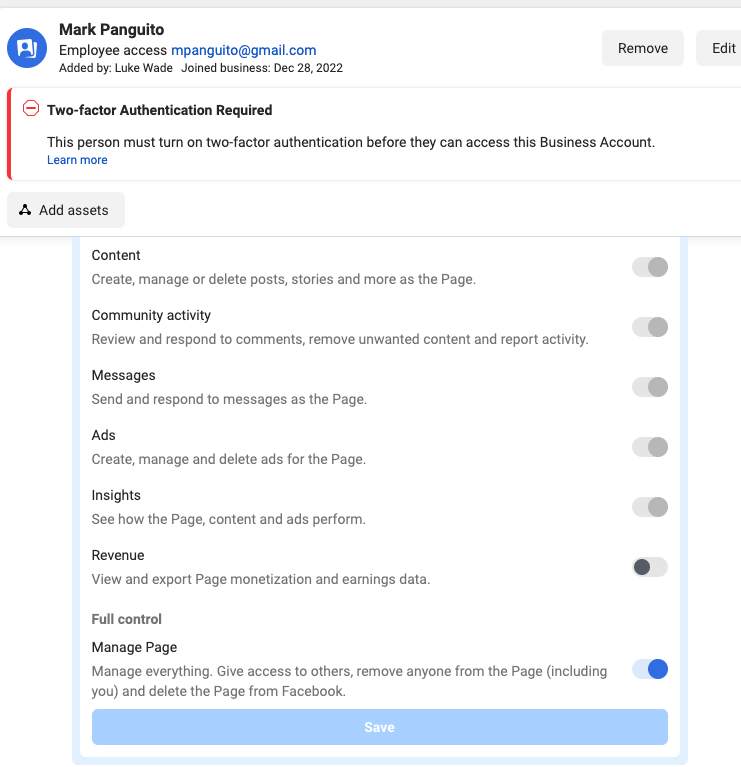 Mark Panguito
Employee access mpanguito@gmail.com
Added by: Luke Wade Joined business: Dec 28, 2022
Remove
Edit
Two-factor Authentication Required
This person must turn on two-factor authentication before they can access this Business Account.
Learn more
Add assets
Content
Create, manage or delete posts, stories and more as the Page.
Community activity
Review and respond to comments, remove unwanted content and report activity.
Messages
Send and respond to messages as the Page.
Ads
Create, manage and delete ads for the Page.
Insights
See how the Page, content and ads perform.
Revenue
View and export Page monetization and earnings data.
Full control
Manage Page
Manage everything. Give access to others, remove anyone from the Page (including
you) and delete the Page from Facebook.
Save